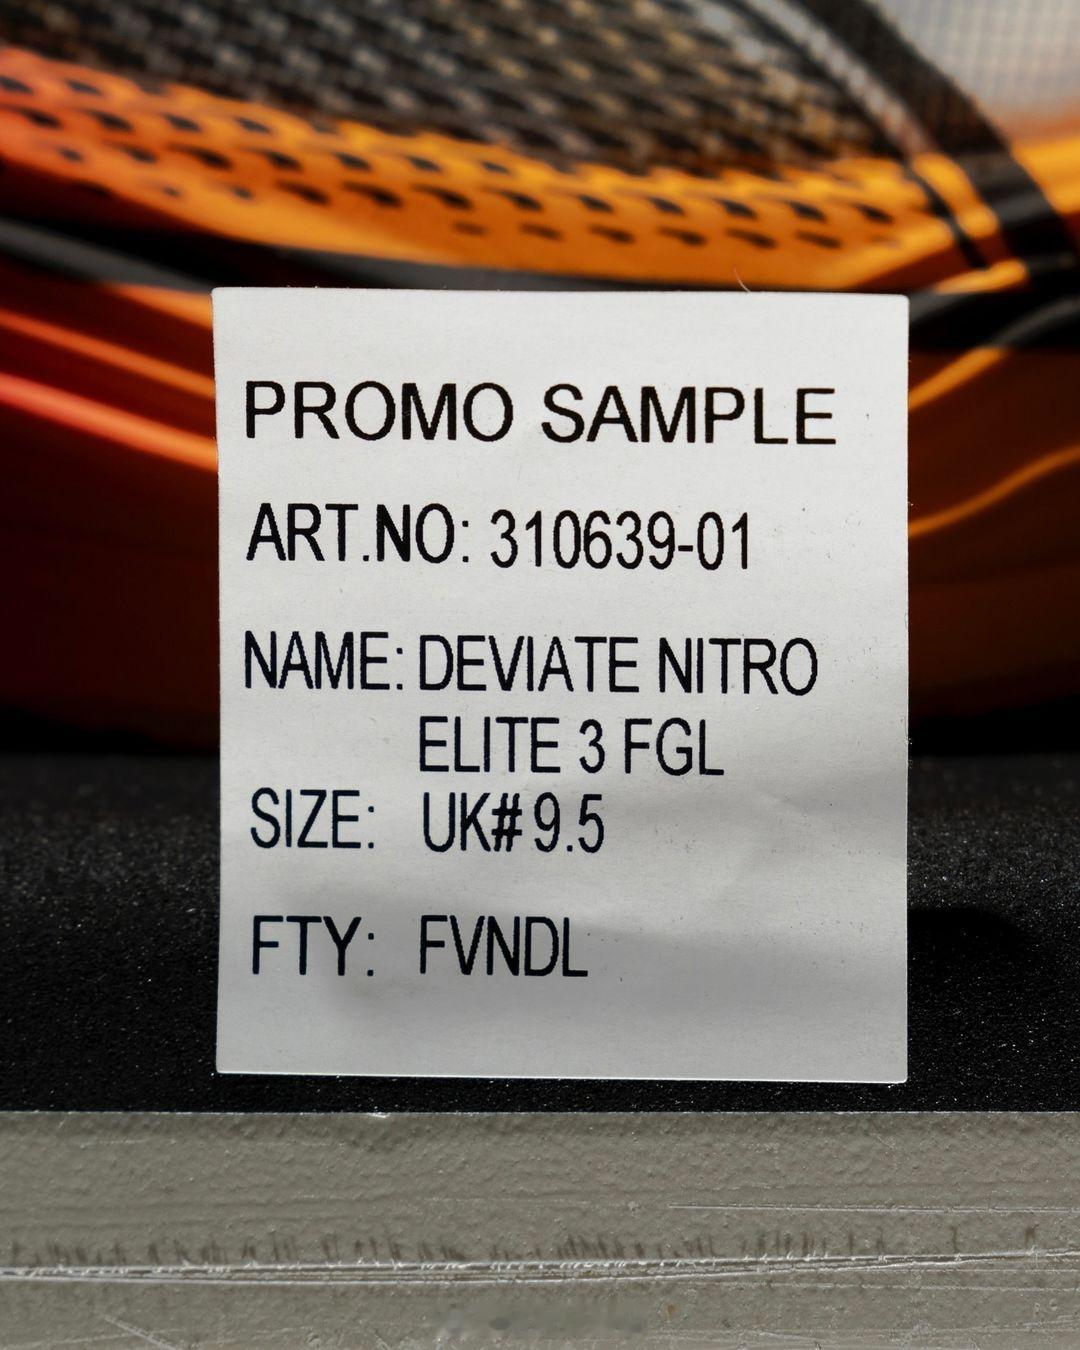 PROMO SAMPLE
ART.NO: 310639-01
NAME: DEVIATE NITRO
ELITE 3 FGL
SIZE: UK# 9.5
FTY: FVNDL